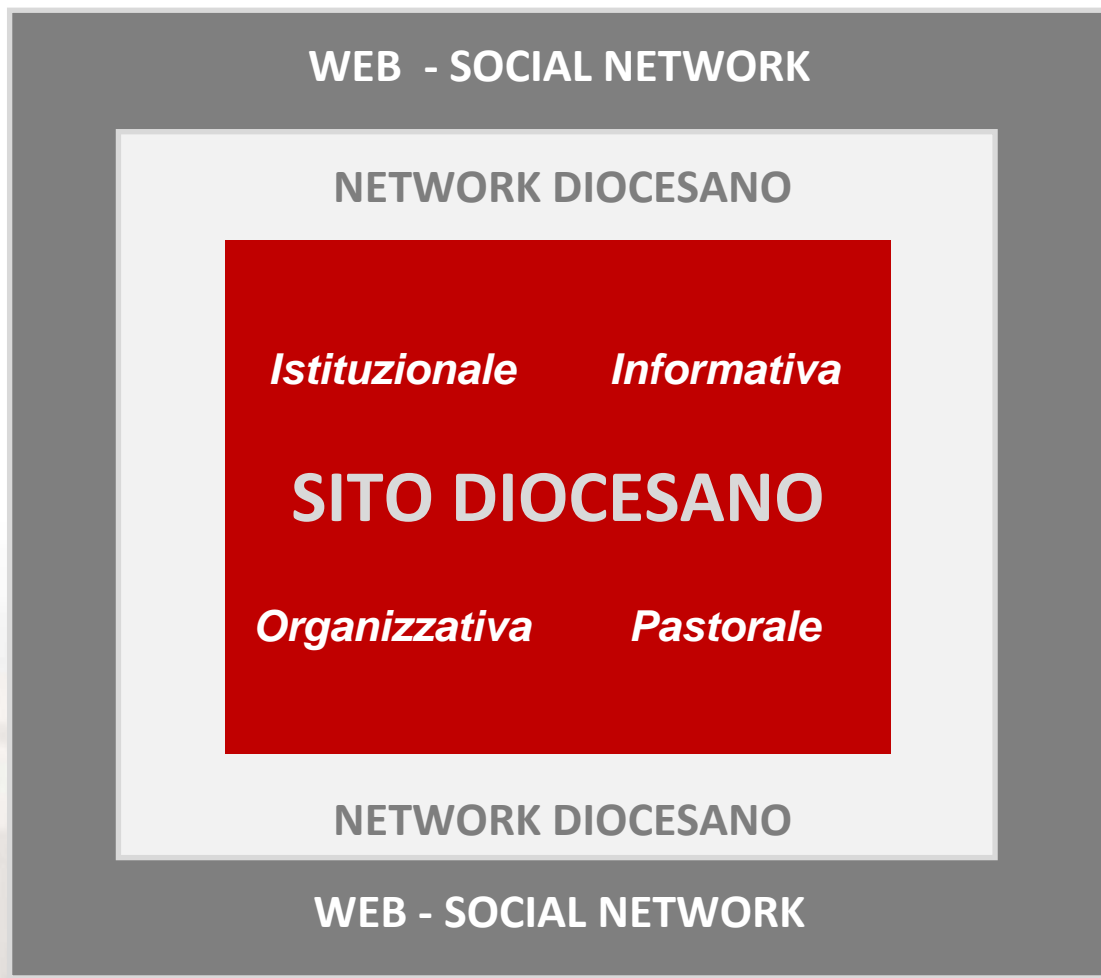 WEB - SOCIAL NETWORK
NETWORK DIOCESANO
Istituzionale Informativa
SITO DIOCESANO
Organizzativa Pastorale
NETWORK DIOCESANO
WEB - SOCIAL NETWORK